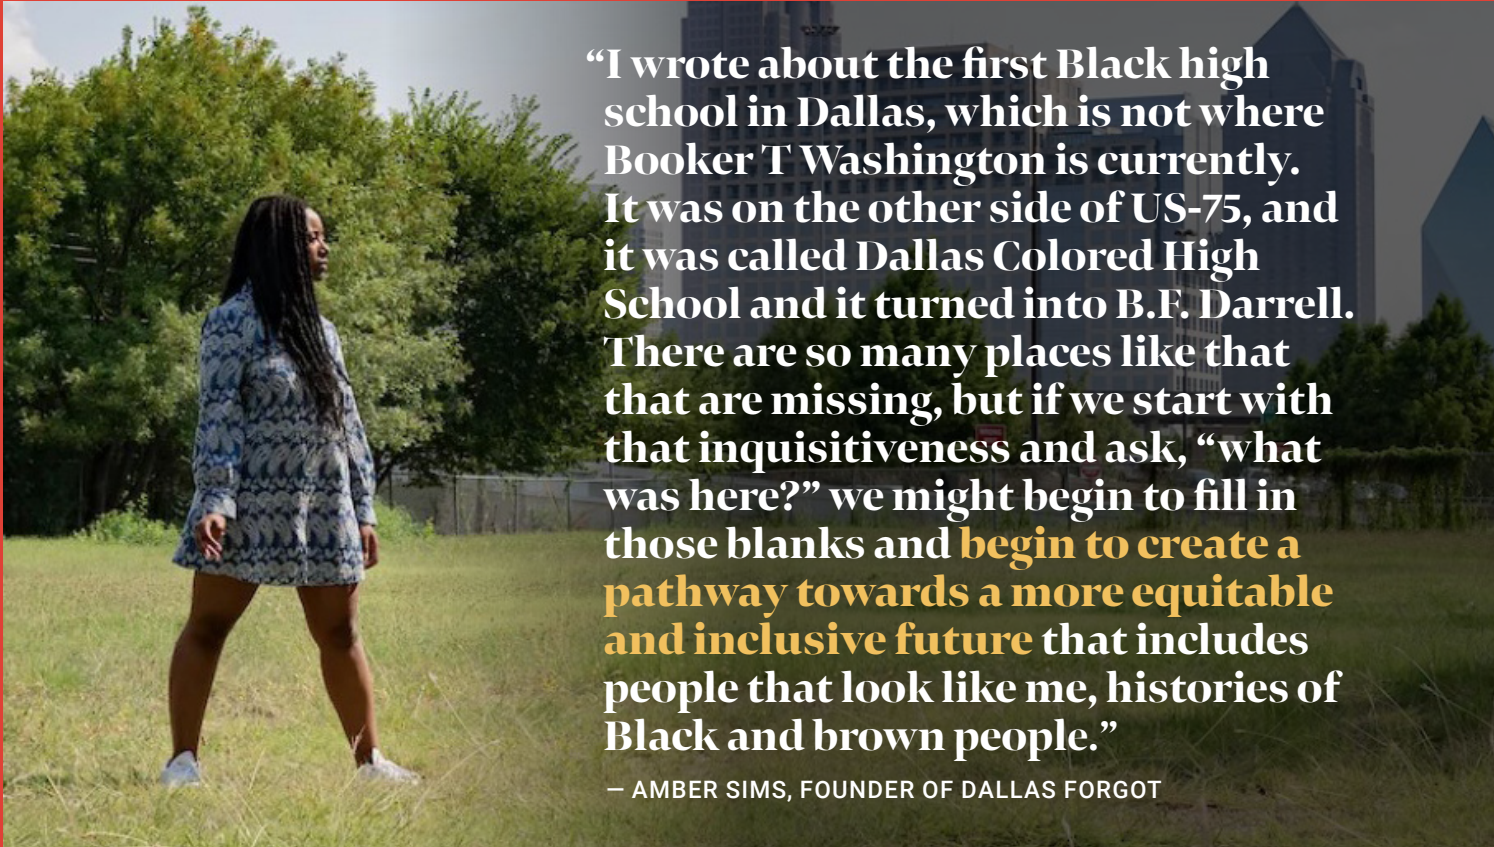 “I wrote about the first Black high
school in Dallas, which is not where
Booker T Washington is currently.
It was on the other side of US-75, and
it was called Dallas Colored High
School and it turned into B.F. Darrell.
There are so many places like that
that are missing, but if we start with
that inquisitiveness and ask, “what
was here?” we might begin to fill in
those blanks and begin to create a
pathway towards a more equitable
and inclusive future that includes
people that look like me, histories of
Black and brown people.”
— AMBER SIMS, FOUNDER OF DALLAS FORGOT